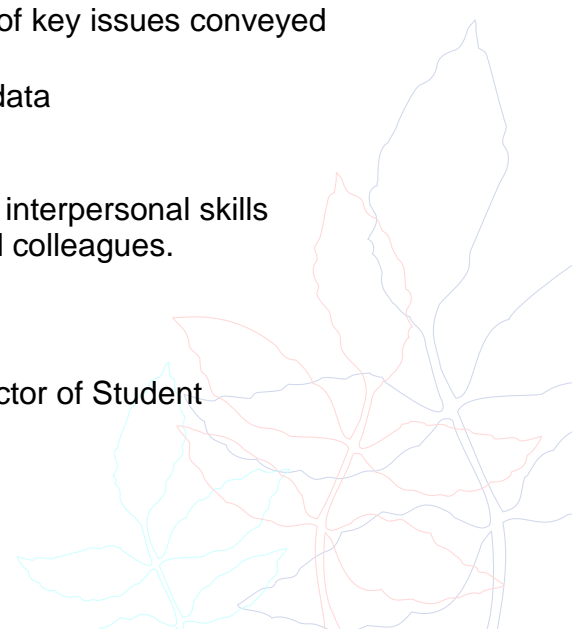 of key issues conveyed
data
interpersonal skills
colleagues.
ctor of Student